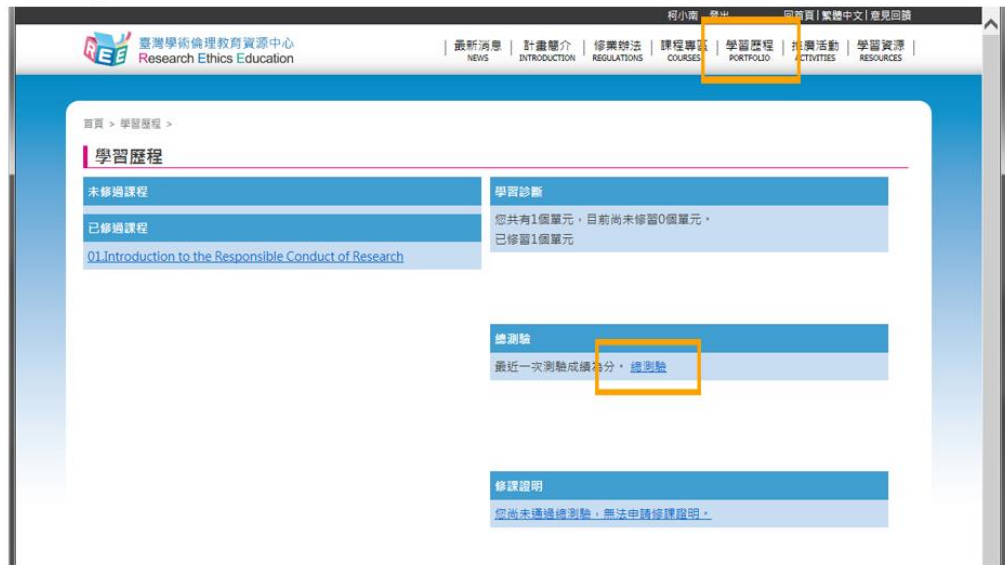 柯小南 登出 回首頁 | 繁體中文 | 意見回饋
REE
臺灣學術倫理教育資源中心
Research Ethics Education
| 最新消息 | 計畫簡介 | 修業辦法 | 課程專區 | 學習歷程 | 推廣活動 | 學習資源 |
NEWS INTRODUCTION REGULATIONS COURSES PORTFOLIO ACTIVITIES RESOURCES
首頁 > 學習歷程 >
學習歷程
未修過課程
已修過課程
01.Introduction to the Responsible Conduct of Research
學習診斷
您共有1個單元，目前尚未修習0個單元。
已修習1個單元
總測驗
最近一次測驗成績為分。 總測驗
修課證明
您尚未通過總測驗，無法申請修課證明。